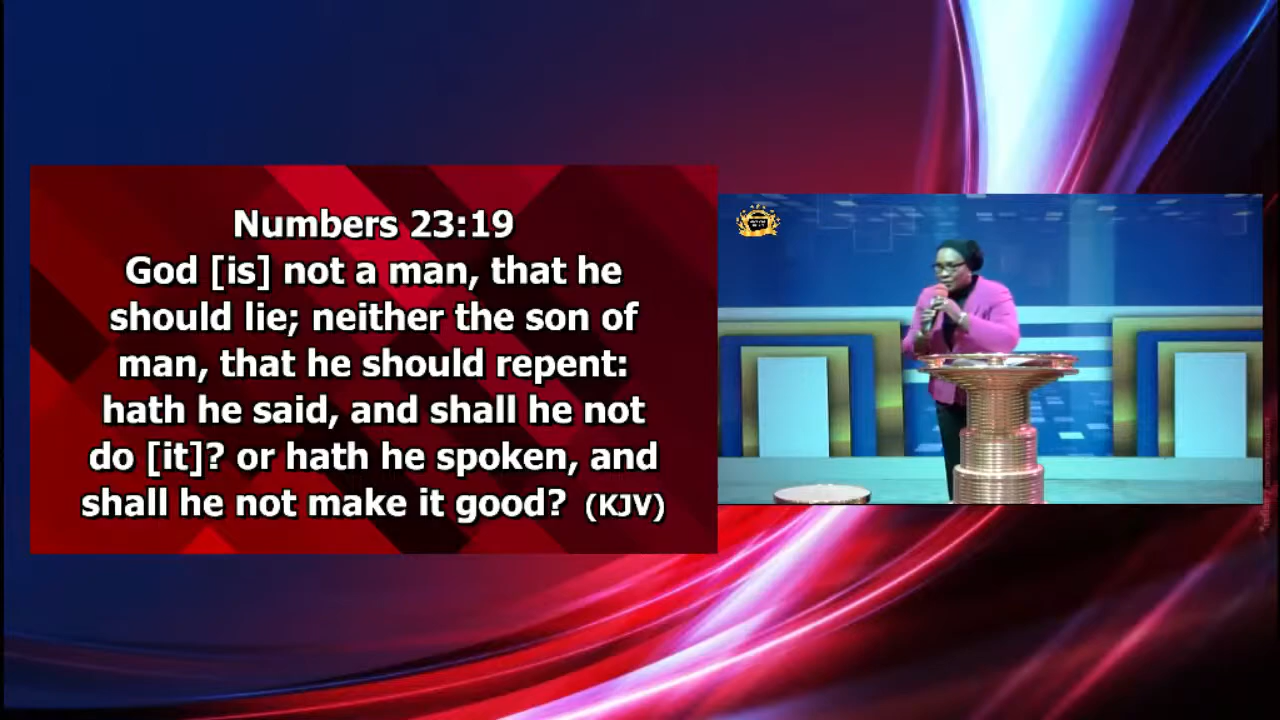 Numbers 23:19
God [is] not a man, that he
should lie; neither the son of
man, that he should repent:
hath he said, and shall he not
do [it]? or hath he spoken, and
shall he not make it good? (KJV)